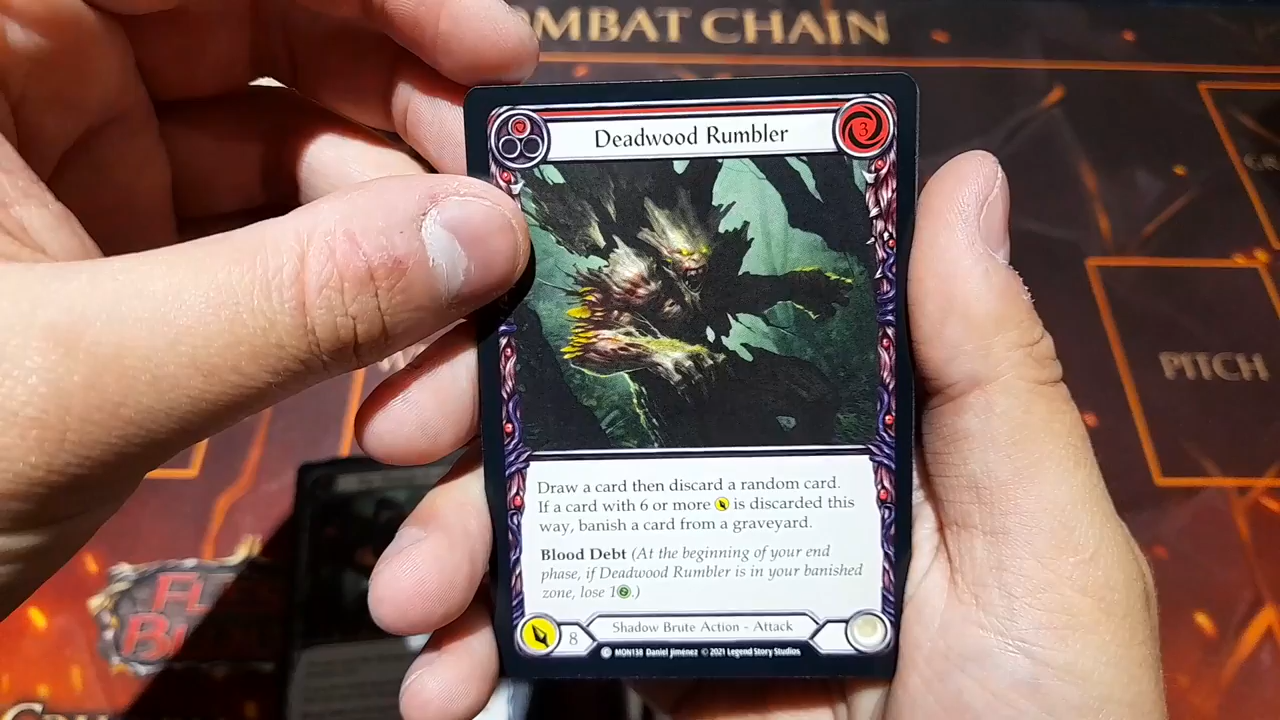 MBAT CHAIN
Deadwood Rumbler
3
PITCH
Draw a card then discard a random card.
If a card with 6 or more is discarded this
way, banish a card from a graveyard.
Blood Debt (At the beginning of your end
phase, if Deadwood Rumbler is in your banished
zone, lose 1.)
8
Shadow Brute Action - Attack
C MON138 Daniel Jiménez © 2021 Legend Story Studios